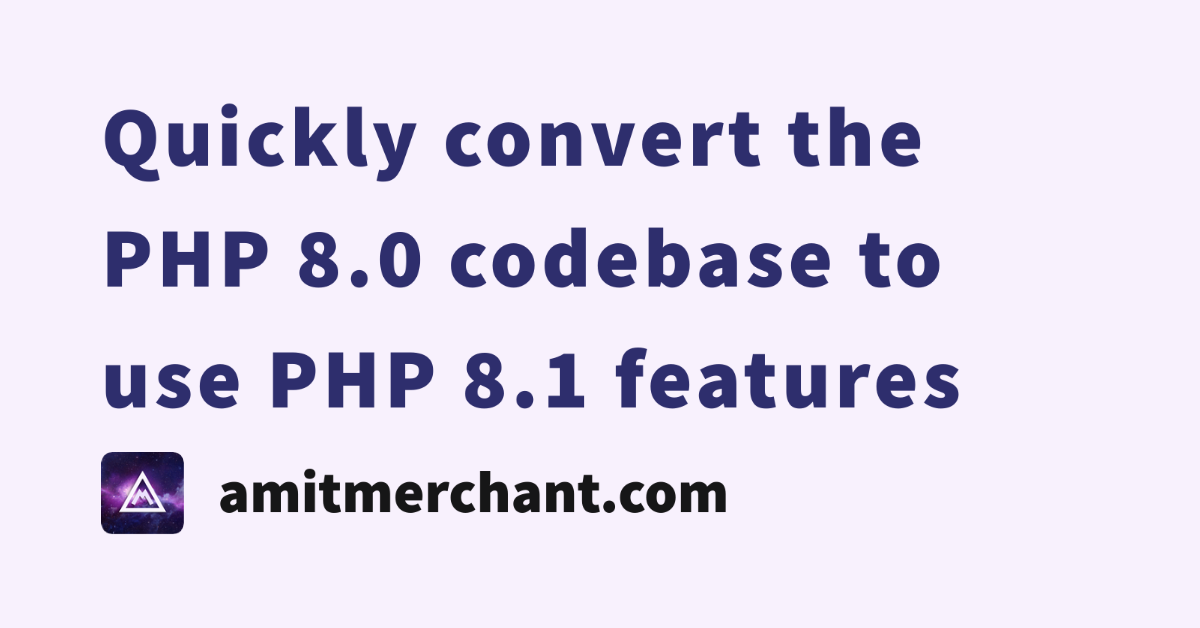 Quickly convert the
PHP 8.0 codebase to
use PHP 8.1 features
amitmerchant.com